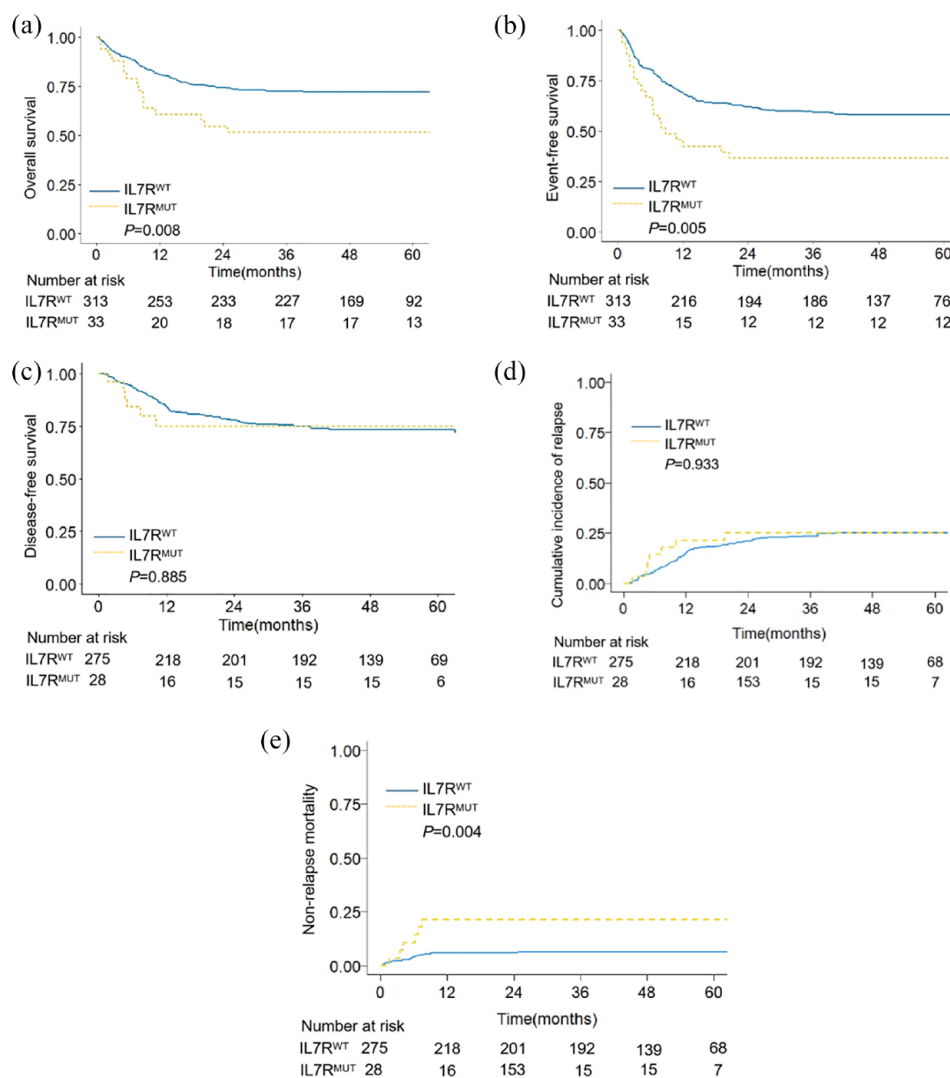 (a)
1.00
0.75
0.50
0.25
0.00
Overall survival
IL7RWT
IL7RMUT
P=0.008
0 12 24 36 48 60
Time(months)
Number at risk
IL7RWT 313 253 233 227 169 92
IL7RMUT 33 20 18 17 17 13
(b)
1.00
0.75
0.50
0.25
0.00
Event-free survival
IL7RWT
IL7RMUT
P=0.005
0 12 24 36 48 60
Time(months)
Number at risk
IL7RWT 313 216 194 186 137 76
IL7RMUT 33 15 12 12 12 12
(c)
1.00
0.75
0.50
0.25
0.00
Disease-free survival
IL7RWT
IL7RMUT
P=0.885
0 12 24 36 48 60
Time(months)
Number at risk
IL7RWT 275 218 201 192 139 69
IL7RMUT 28 16 15 15 15 6
(d)
1.00
0.75
0.50
0.25
0.00
Cumulative incidence of relapse
IL7RWT
IL7RMUT
P=0.933
0 12 24 36 48 60
Time(months)
Number at risk
IL7RWT 275 218 201 192 139 68
IL7RMUT 28 16 153 15 15 7
(e)
1.00
0.75
0.50
0.25
0.00
Non-relapse mortality
IL7RWT
IL7RMUT
P=0.004
0 12 24 36 48 60
Time(months)
Number at risk
IL7RWT 275 218 201 192 139 68
IL7RMUT 28 16 153 15 15 7